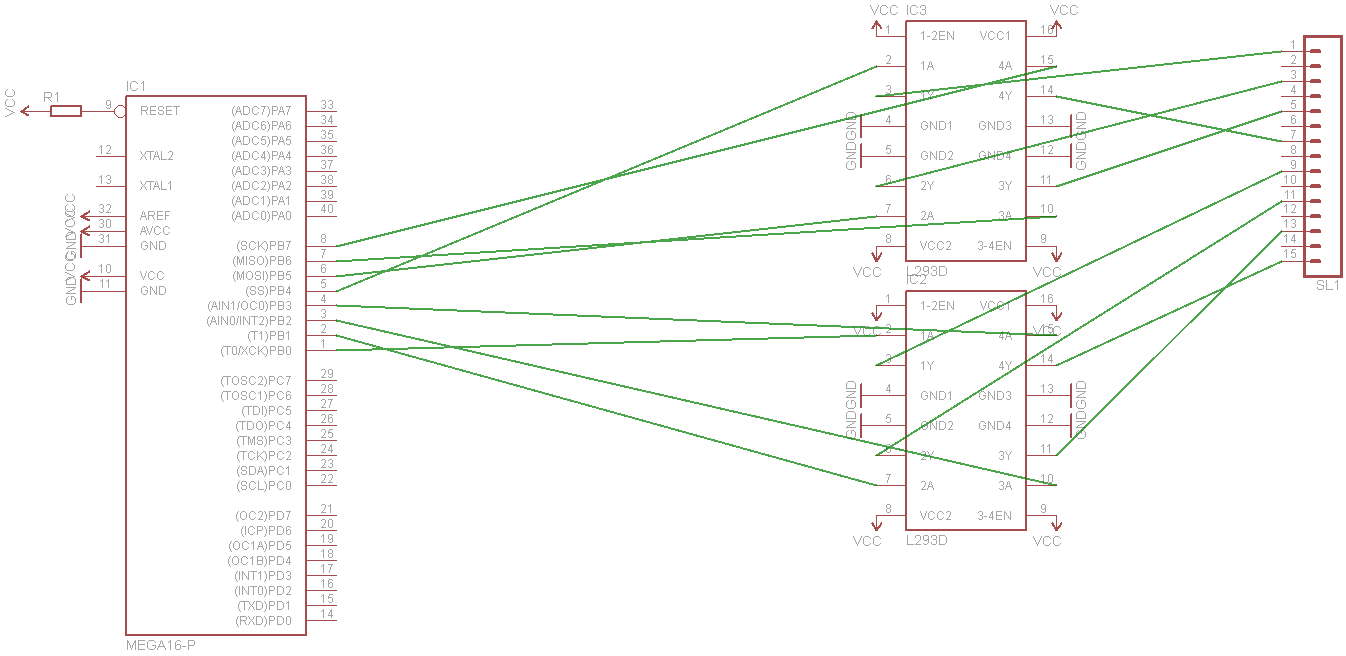 VCC IC3 VCC
1 1-2EN VCC1 16
2 1A 4A 15
3 1Y 4Y 14
GND 4 GND1 GND3 13 GND
GND 5 GND2 GND4 12 GND
6 2Y 3Y 11
7 2A 3A 10
8 VCC2 3-4EN 9
VCC L293D VCC
IC1
VCC R1 9 RESET (ADC7)PA7 33
(ADC6)PA6 34
(ADC5)PA5 35
12 XTAL2 (ADC4)PA4 36
(ADC3)PA3 37
13 XTAL1 (ADC2)PA2 38
(ADC1)PA1 39
VCC 32 AREF (ADC0)PA0 40
VCC 30 AVCC
GND 31 GND (SCK)PB7 8
(MISO)PB6 7
VCC 10 VCC (MOSI)PB5 6
GND 11 GND (SS)PB4 5
(AIN1/OC0)PB3 4
(AIN0/INT2)PB2 3
(T1)PB1 2
(T0/XCK)PB0 1
(TOSC2)PC7 29
(TOSC1)PC6 28
(TDI)PC5 27
(TDO)PC4 26
(TMS)PC3 25
(TCK)PC2 24
(SDA)PC1 23
(SCL)PC0 22
(OC2)PD7 21
(ICP)PD6 20
(OC1A)PD5 19
(OC1B)PD4 18
(INT1)PD3 17
(INT0)PD2 16
(TXD)PD1 15
(RXD)PD0 14
MEGA16-P
IC2
1 1-2EN VCC1 16
VCC VCC
2 1A 4A 15
3 1Y 4Y 14
GND 4 GND1 GND3 13 GND
GND 5 GND2 GND4 12 GND
6 2Y 3Y 11
7 2A 3A 10
8 VCC2 3-4EN 9
VCC L293D VCC
1
2
3
4
5
6
7
8
9
10
11
12
13
14
15
SL1